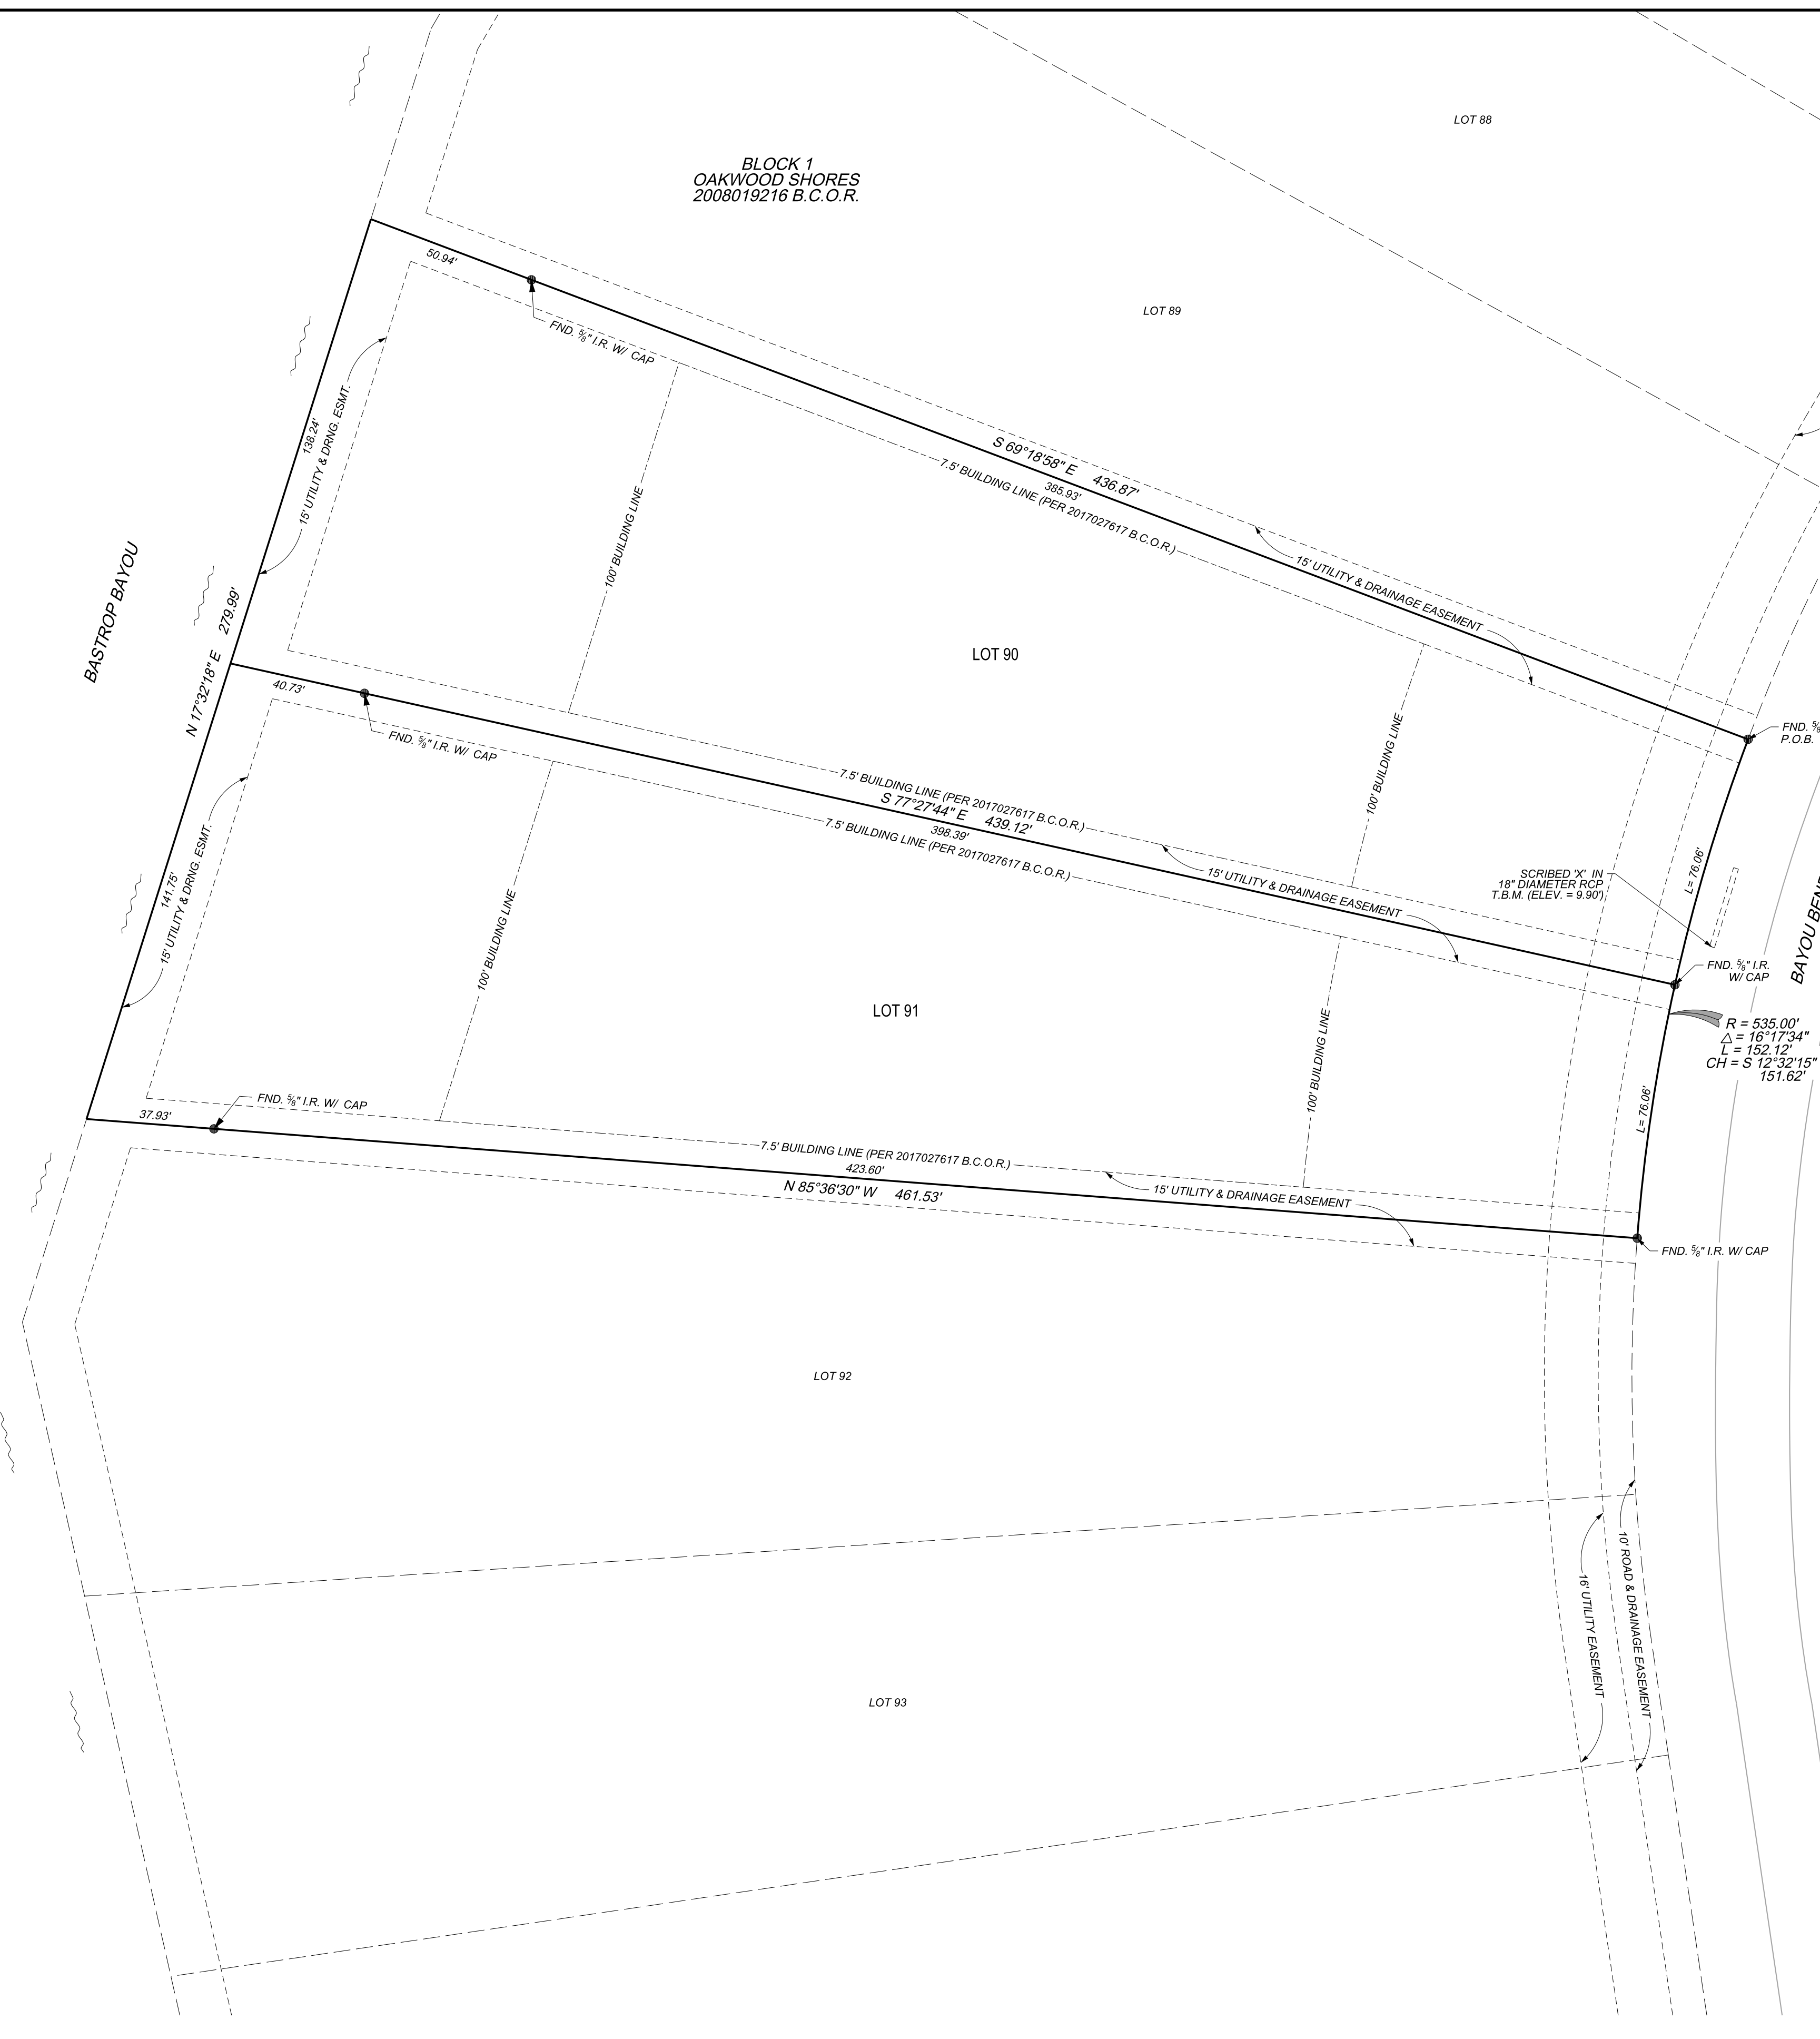 LOT 88
BLOCK 1
OAKWOOD SHORES
2008019216 B.C.O.R.
LOT 89
50.94'
FND. ⅝" I.R. W/ CAP
138.24'
15' UTILITY & DRNG. ESMT.
100' BUILDING LINE
S 69°18'58" E 436.87'
385.93'
7.5' BUILDING LINE (PER 2017027617 B.C.O.R.)
15' UTILITY & DRAINAGE EASEMENT
BASTROP BAYOU
N 17°32'18" E 279.99'
LOT 90
100' BUILDING LINE
FND. ⅝
P.O.B.
40.73'
FND. ⅝" I.R. W/ CAP
7.5' BUILDING LINE (PER 2017027617 B.C.O.R.)
S 77°27'44" E 439.12'
398.39'
7.5' BUILDING LINE (PER 2017027617 B.C.O.R.)
15' UTILITY & DRAINAGE EASEMENT
SCRIBED 'X' IN
18" DIAMETER RCP
T.B.M. (ELEV. = 9.90')
L= 76.06'
BAYOU BEN
FND. ⅝" I.R.
W/ CAP
141.75'
15' UTILITY & DRNG. ESMT.
100' BUILDING LINE
LOT 91
100' BUILDING LINE
R = 535.00'
△ = 16°17'34"
L = 152.12'
CH = S 12°32'15"
151.62'
L= 76.06'
37.93'
FND. ⅝" I.R. W/ CAP
7.5' BUILDING LINE (PER 2017027617 B.C.O.R.)
423.60'
N 85°36'30" W 461.53'
15' UTILITY & DRAINAGE EASEMENT
FND. ⅝" I.R. W/ CAP
LOT 92
16' UTILITY EASEMENT
10' ROAD & DRAINAGE EASEMENT
LOT 93